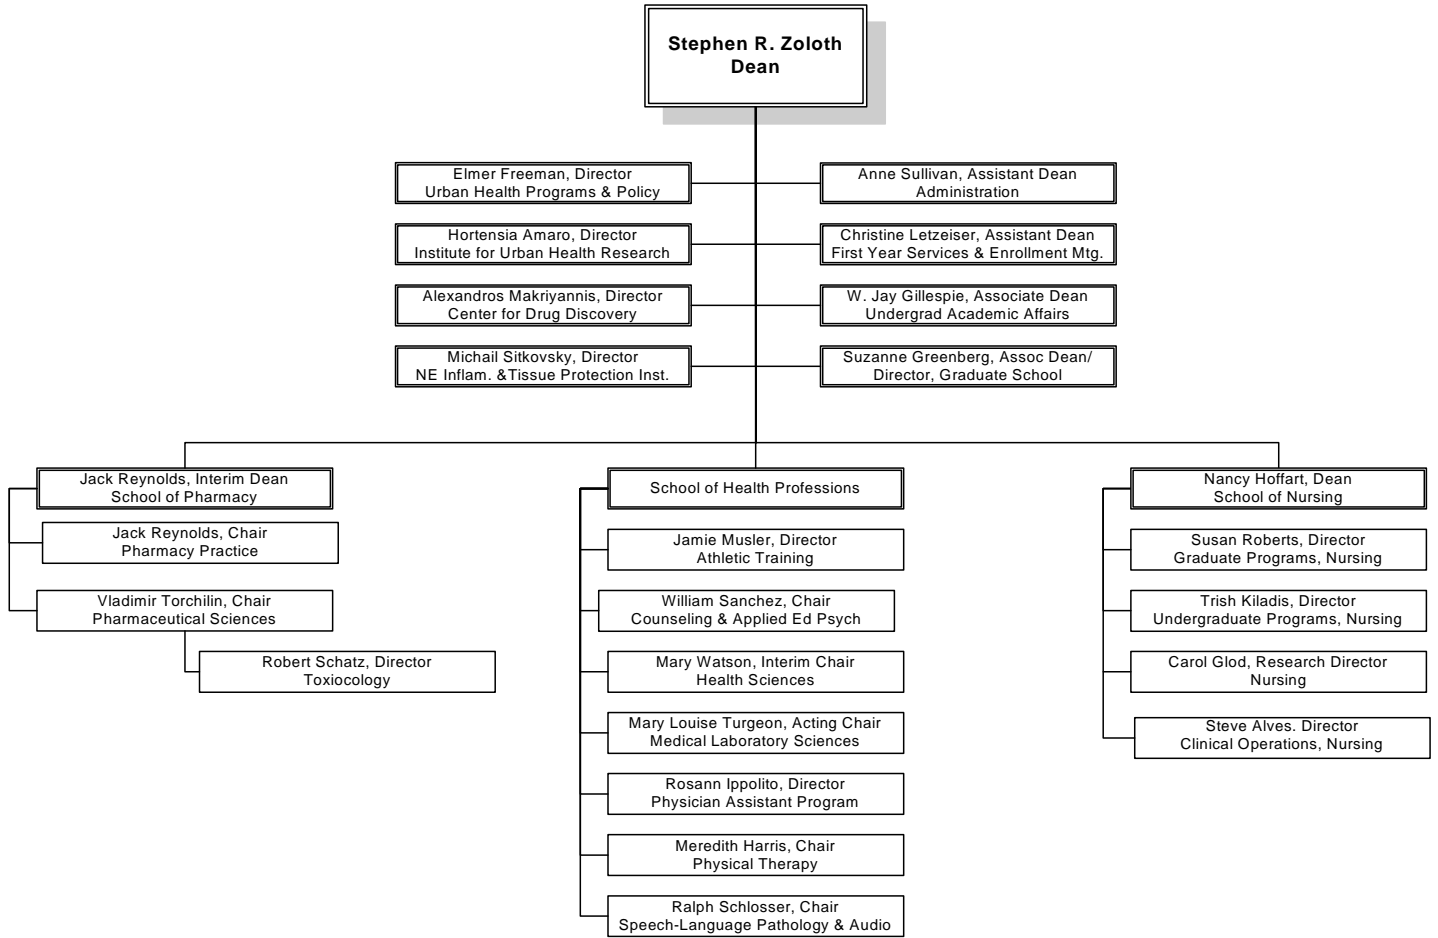 Stephen R. Zoloth
Dean
Elmer Freeman, Director
Urban Health Programs & Policy
Anne Sullivan, Assistant Dean
Administration
Hortensia Amaro, Director
Institute for Urban Health Research
Christine Letzeiser, Assistant Dean
First Year Services & Enrollment Mtg.
Alexandros Makriyannis, Director
Center for Drug Discovery
W. Jay Gillespie, Associate Dean
Undergrad Academic Affairs
Michail Sitkovsky, Director
NE Inflam. &Tissue Protection Inst.
Suzanne Greenberg, Assoc Dean/
Director, Graduate School
Jack Reynolds, Interim Dean
School of Pharmacy
Jack Reynolds, Chair
Pharmacy Practice
Vladimir Torchilin, Chair
Pharmaceutical Sciences
Robert Schatz, Director
Toxiocology
School of Health Professions
Jamie Musler, Director
Athletic Training
William Sanchez, Chair
Counseling & Applied Ed Psych
Mary Watson, Interim Chair
Health Sciences
Mary Louise Turgeon, Acting Chair
Medical Laboratory Sciences
Rosann Ippolito, Director
Physician Assistant Program
Meredith Harris, Chair
Physical Therapy
Ralph Schlosser, Chair
Speech-Language Pathology & Audio
Nancy Hoffart, Dean
School of Nursing
Susan Roberts, Director
Graduate Programs, Nursing
Trish Kiladis, Director
Undergraduate Programs, Nursing
Carol Glod, Research Director
Nursing
Steve Alves. Director
Clinical Operations, Nursing